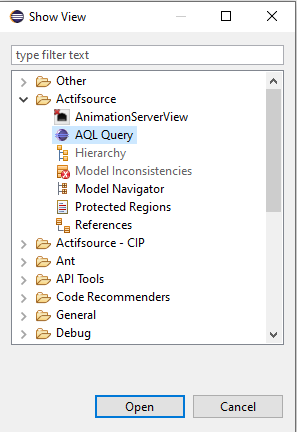 Show View
type filter text
Other
Actifsource
AnimationServerView
AQL Query
Hierarchy
Model Inconsistencies
Model Navigator
Protected Regions
References
Actifsource - CIP
Ant
API Tools
Code Recommenders
General
Debug
Open
Cancel